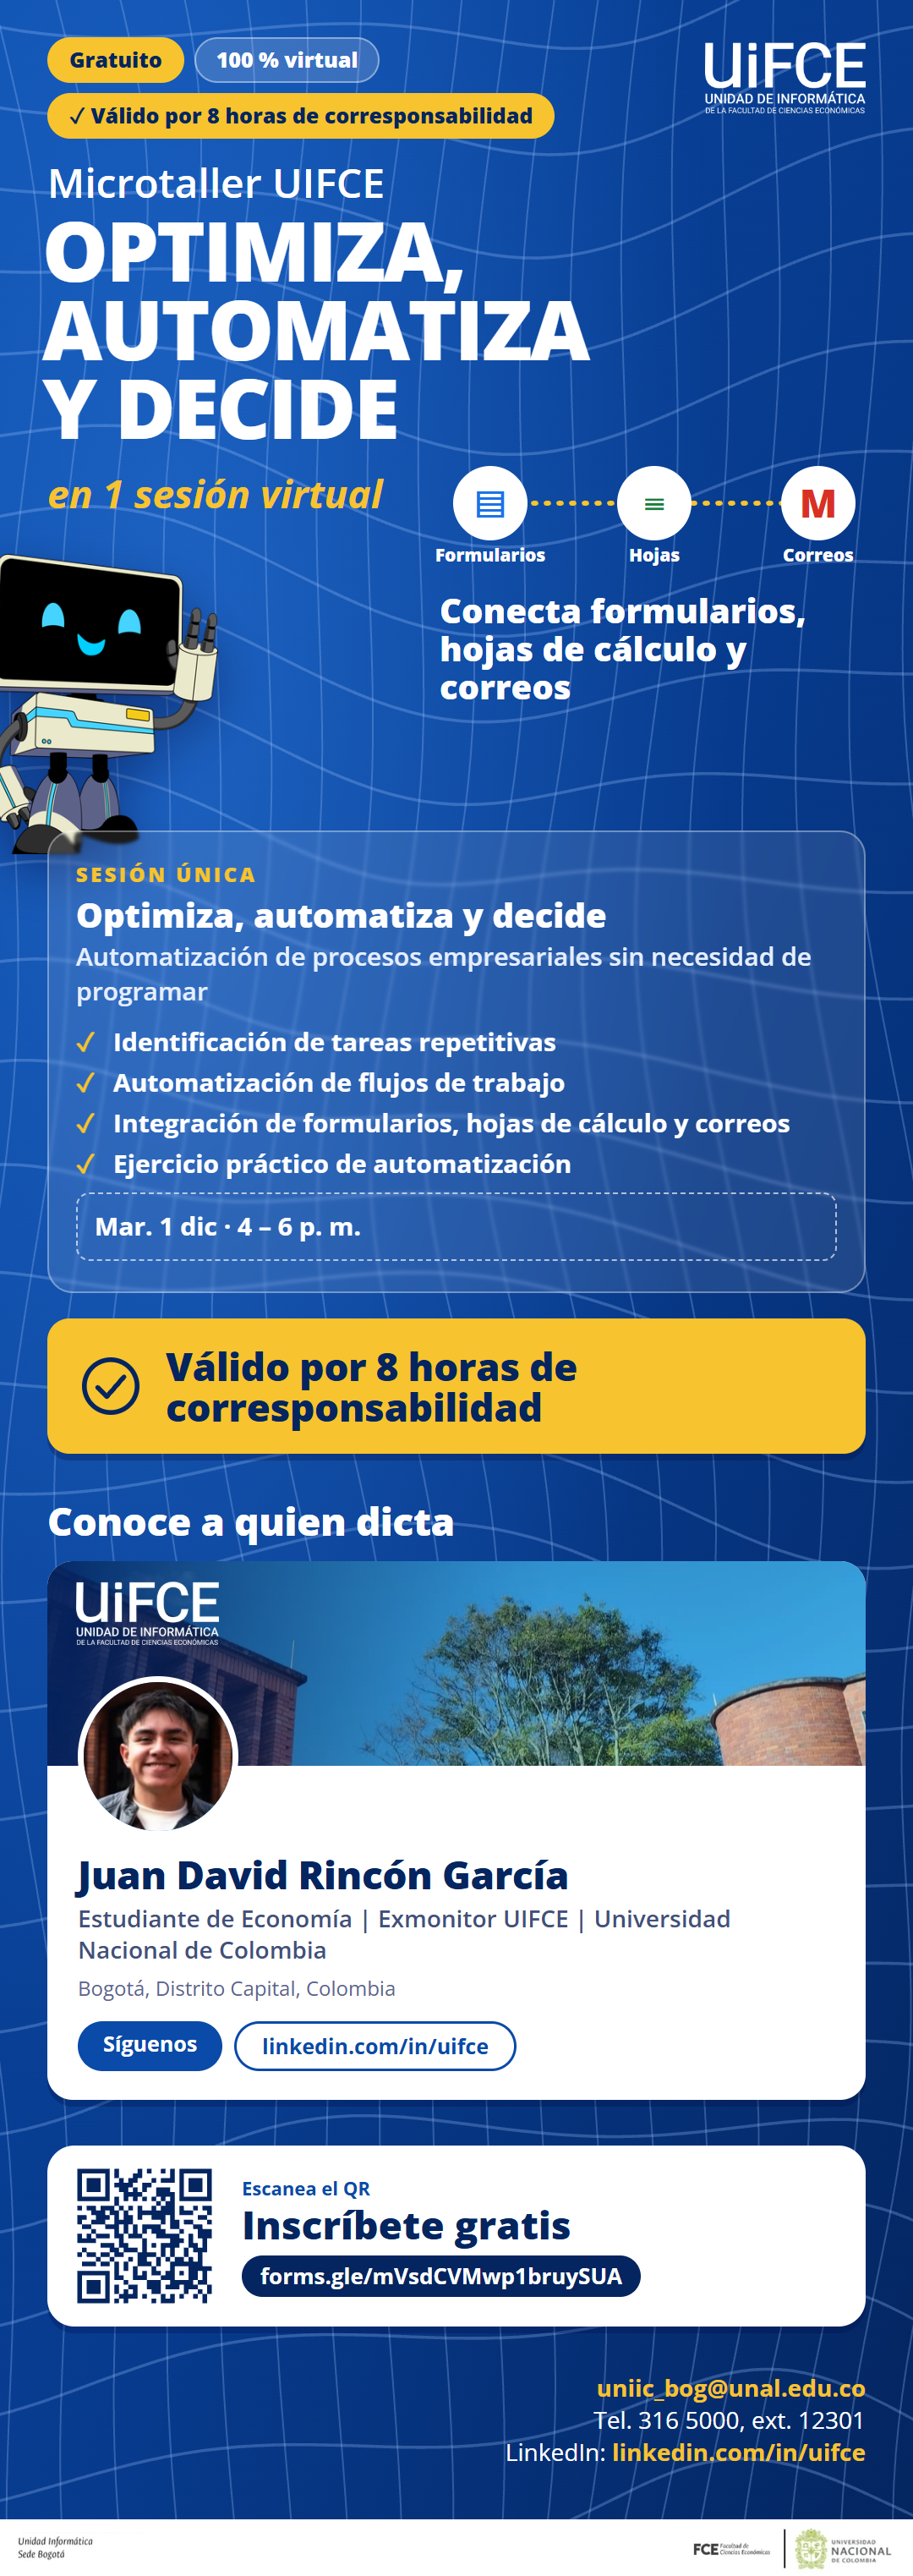 Gratuito
100 % virtual
✓ Válido por 8 horas de corresponsabilidad
UiFCE
UNIDAD DE INFORMÁTICA
DE LA FACULTAD DE CIENCIAS ECONÓMICAS
Microtaller UIFCE
OPTIMIZA,
AUTOMATIZA
Y DECIDE
en 1 sesión virtual
M
Formularios
Hojas
Correos
Conecta formularios,
hojas de cálculo y
correos
SESIÓN ÚNICA
Optimiza, automatiza y decide
Automatización de procesos empresariales sin necesidad de
programar
✓ Identificación de tareas repetitivas
✓ Automatización de flujos de trabajo
✓ Integración de formularios, hojas de cálculo y correos
✓ Ejercicio práctico de automatización
Mar. 1 dic · 4 – 6 p. m.
Válido por 8 horas de
corresponsabilidad
Conoce a quien dicta
UiFCE
UNIDAD DE INFORMÁTICA
DE LA FACULTAD DE CIENCIAS ECONÓMICAS
Juan David Rincón García
Estudiante de Economía | Exmonitor UIFCE | Universidad
Nacional de Colombia
Bogotá, Distrito Capital, Colombia
Síguenos
linkedin.com/in/uifce
Escanea el QR
Inscríbete gratis
forms.gle/mVsdCVMwp1bruySUA
uniic_bog@unal.edu.co
Tel. 316 5000, ext. 12301
LinkedIn: linkedin.com/in/uifce
Unidad Informática
Sede Bogotá
FCE
Facultad de
Ciencias Económicas
UNIVERSIDAD
NACIONAL
DE COLOMBIA